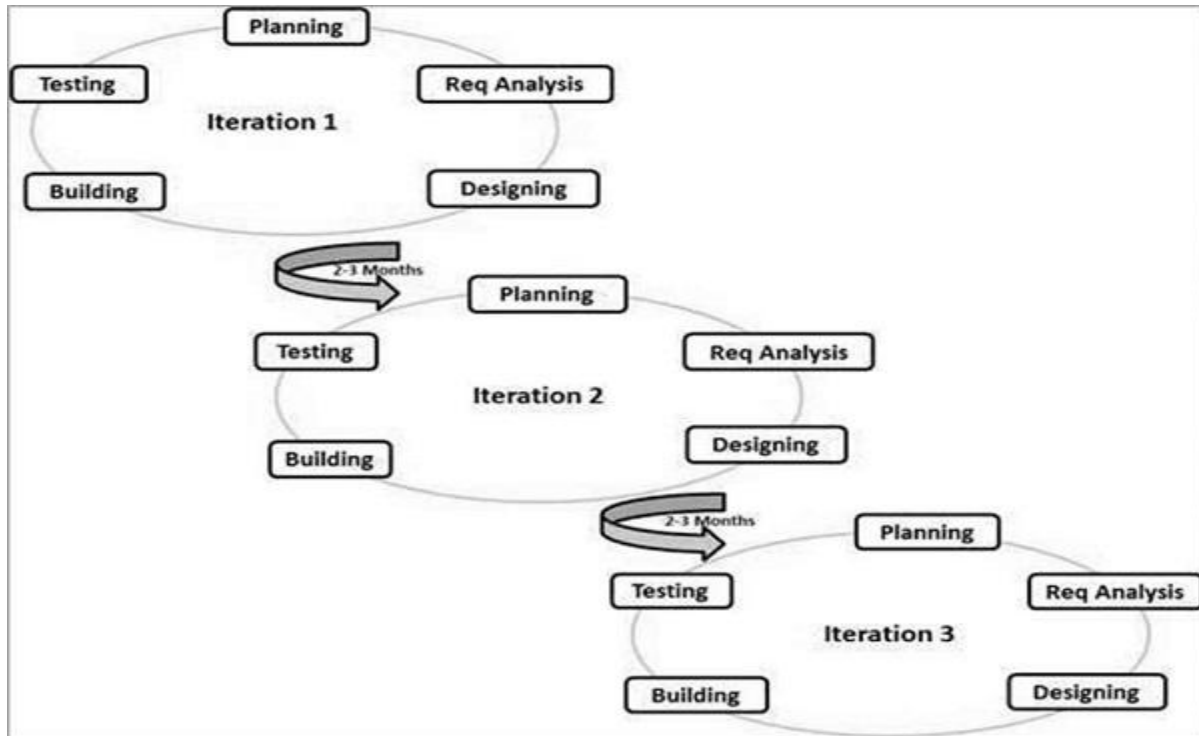 Planning
Testing
Req Analysis
Iteration 1
Building
Designing
2-3 Months
Planning
Testing
Req Analysis
Iteration 2
Building
Designing
2-3 Months
Planning
Testing
Req Analysis
Iteration 3
Building
Designing